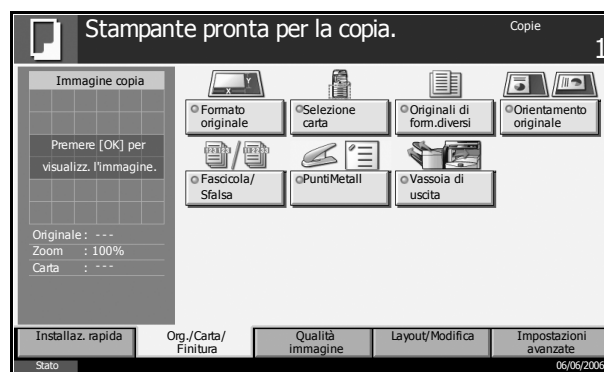 Stampante pronta per la copia.
Copie
1
Immagine copia
Premere [OK] per
visualizz. l'immagine.
Originale : ---
Zoom : 100%
Carta : ---
X
Y
Formato
originale
Selezione
carta
Originali di
form.diversi
Orientamento
originale
Fascicola/
Sfalsa
PuntiMetall
Vassoia di
uscita
Installaz. rapida
Org./Carta/
Finitura
Qualità
immagine
Layout/Modifica
Impostazioni
avanzate
Stato
06/06/2006